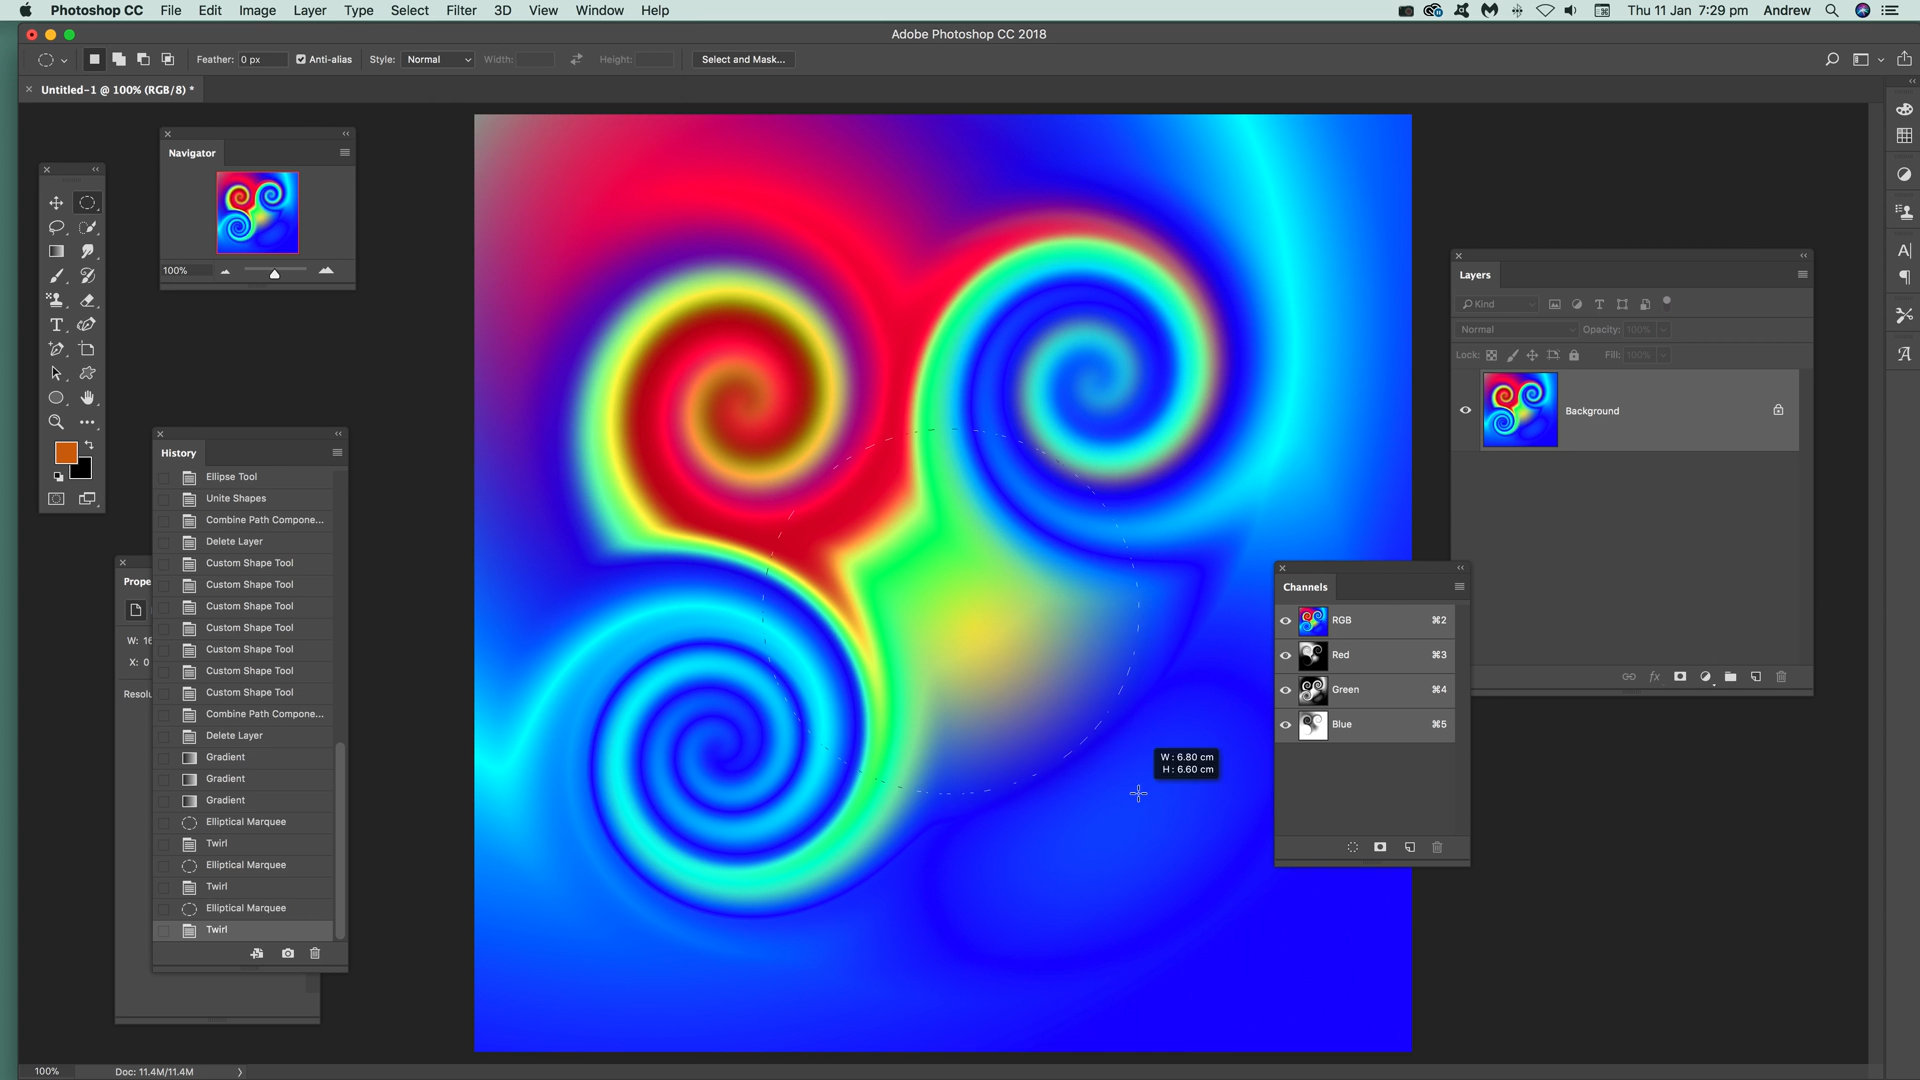 Photoshop CC File Edit Image Layer Type Select Filter 3D View Window Help Thu 11 Jan 7:29 pm Andrew
Adobe Photoshop CC 2018
Feather: 0 px Anti-alias Style: Normal Width: Height: Select and Mask...
Untitled-1 @ 100% (RGB/8) *
Navigator
100%
History
Ellipse Tool
Unite Shapes
Combine Path Compone...
Delete Layer
Custom Shape Tool
Custom Shape Tool
Custom Shape Tool
Custom Shape Tool
Custom Shape Tool
Custom Shape Tool
Custom Shape Tool
Combine Path Compone...
Delete Layer
Gradient
Gradient
Gradient
Elliptical Marquee
Twirl
Elliptical Marquee
Twirl
Elliptical Marquee
Twirl
Prope
W: 16
X: 0
Resolu
W: 6.80 cm
H: 6.60 cm
Layers
Kind
Normal Opacity: 100%
Lock: Fill: 100%
Background
Channels
RGB ⌘2
Red ⌘3
Green ⌘4
Blue ⌘5
100% Doc: 11.4M/11.4M